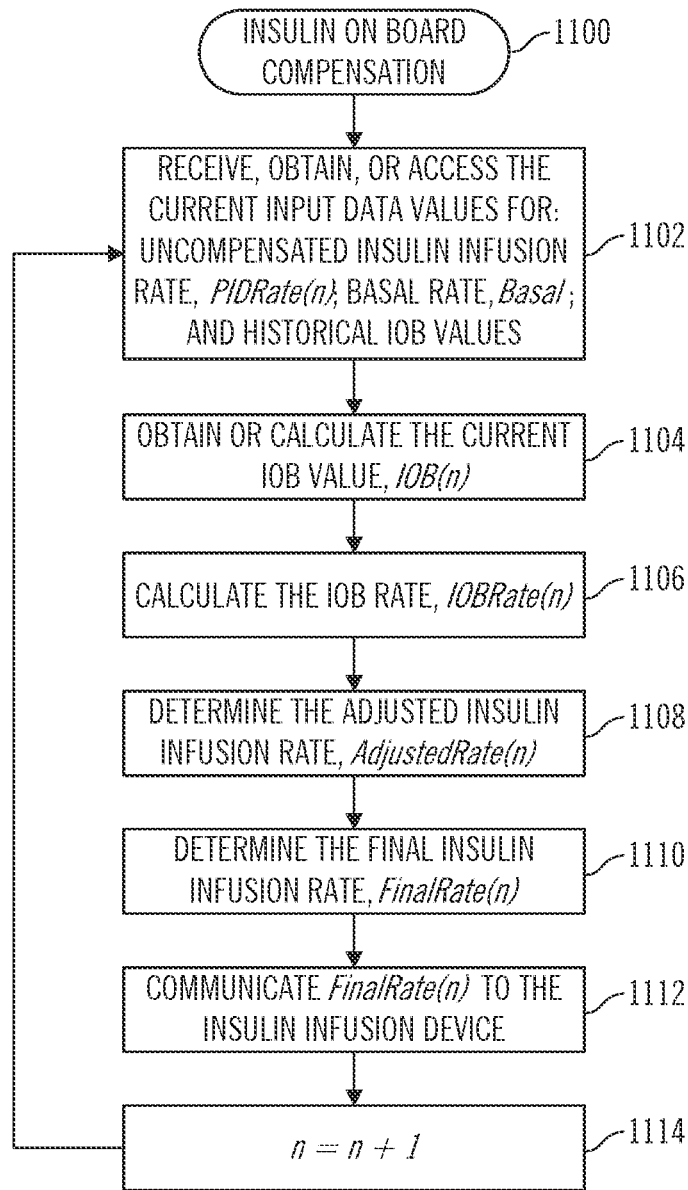 INSULIN ON BOARD
COMPENSATION
1100
RECEIVE, OBTAIN, OR ACCESS THE
CURRENT INPUT DATA VALUES FOR:
UNCOMPENSATED INSULIN INFUSION
RATE, PIDRate(n); BASAL RATE, Basal;
AND HISTORICAL IOB VALUES
1102
OBTAIN OR CALCULATE THE CURRENT
IOB VALUE, IOB(n)
1104
CALCULATE THE IOB RATE, IOBRate(n)
1106
DETERMINE THE ADJUSTED INSULIN
INFUSION RATE, AdjustedRate(n)
1108
DETERMINE THE FINAL INSULIN
INFUSION RATE, FinalRate(n)
1110
COMMUNICATE FinalRate(n) TO THE
INSULIN INFUSION DEVICE
1112
n = n + 1
1114